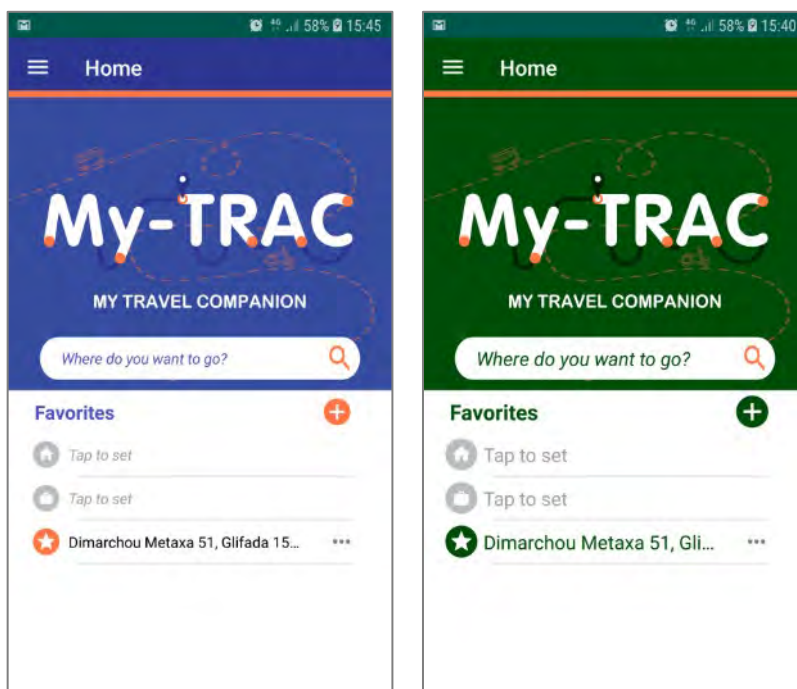 58% 15:45
Home
My-TRAC
MY TRAVEL COMPANION
Where do you want to go?
Favorites
Tap to set
Tap to set
Dimarchou Metaxa 51, Glifada 15...
4G 58% 15:40
Home
My-TRAC
MY TRAVEL COMPANION
Where do you want to go?
Favorites
Tap to set
Tap to set
Dimarchou Metaxa 51, Gli...